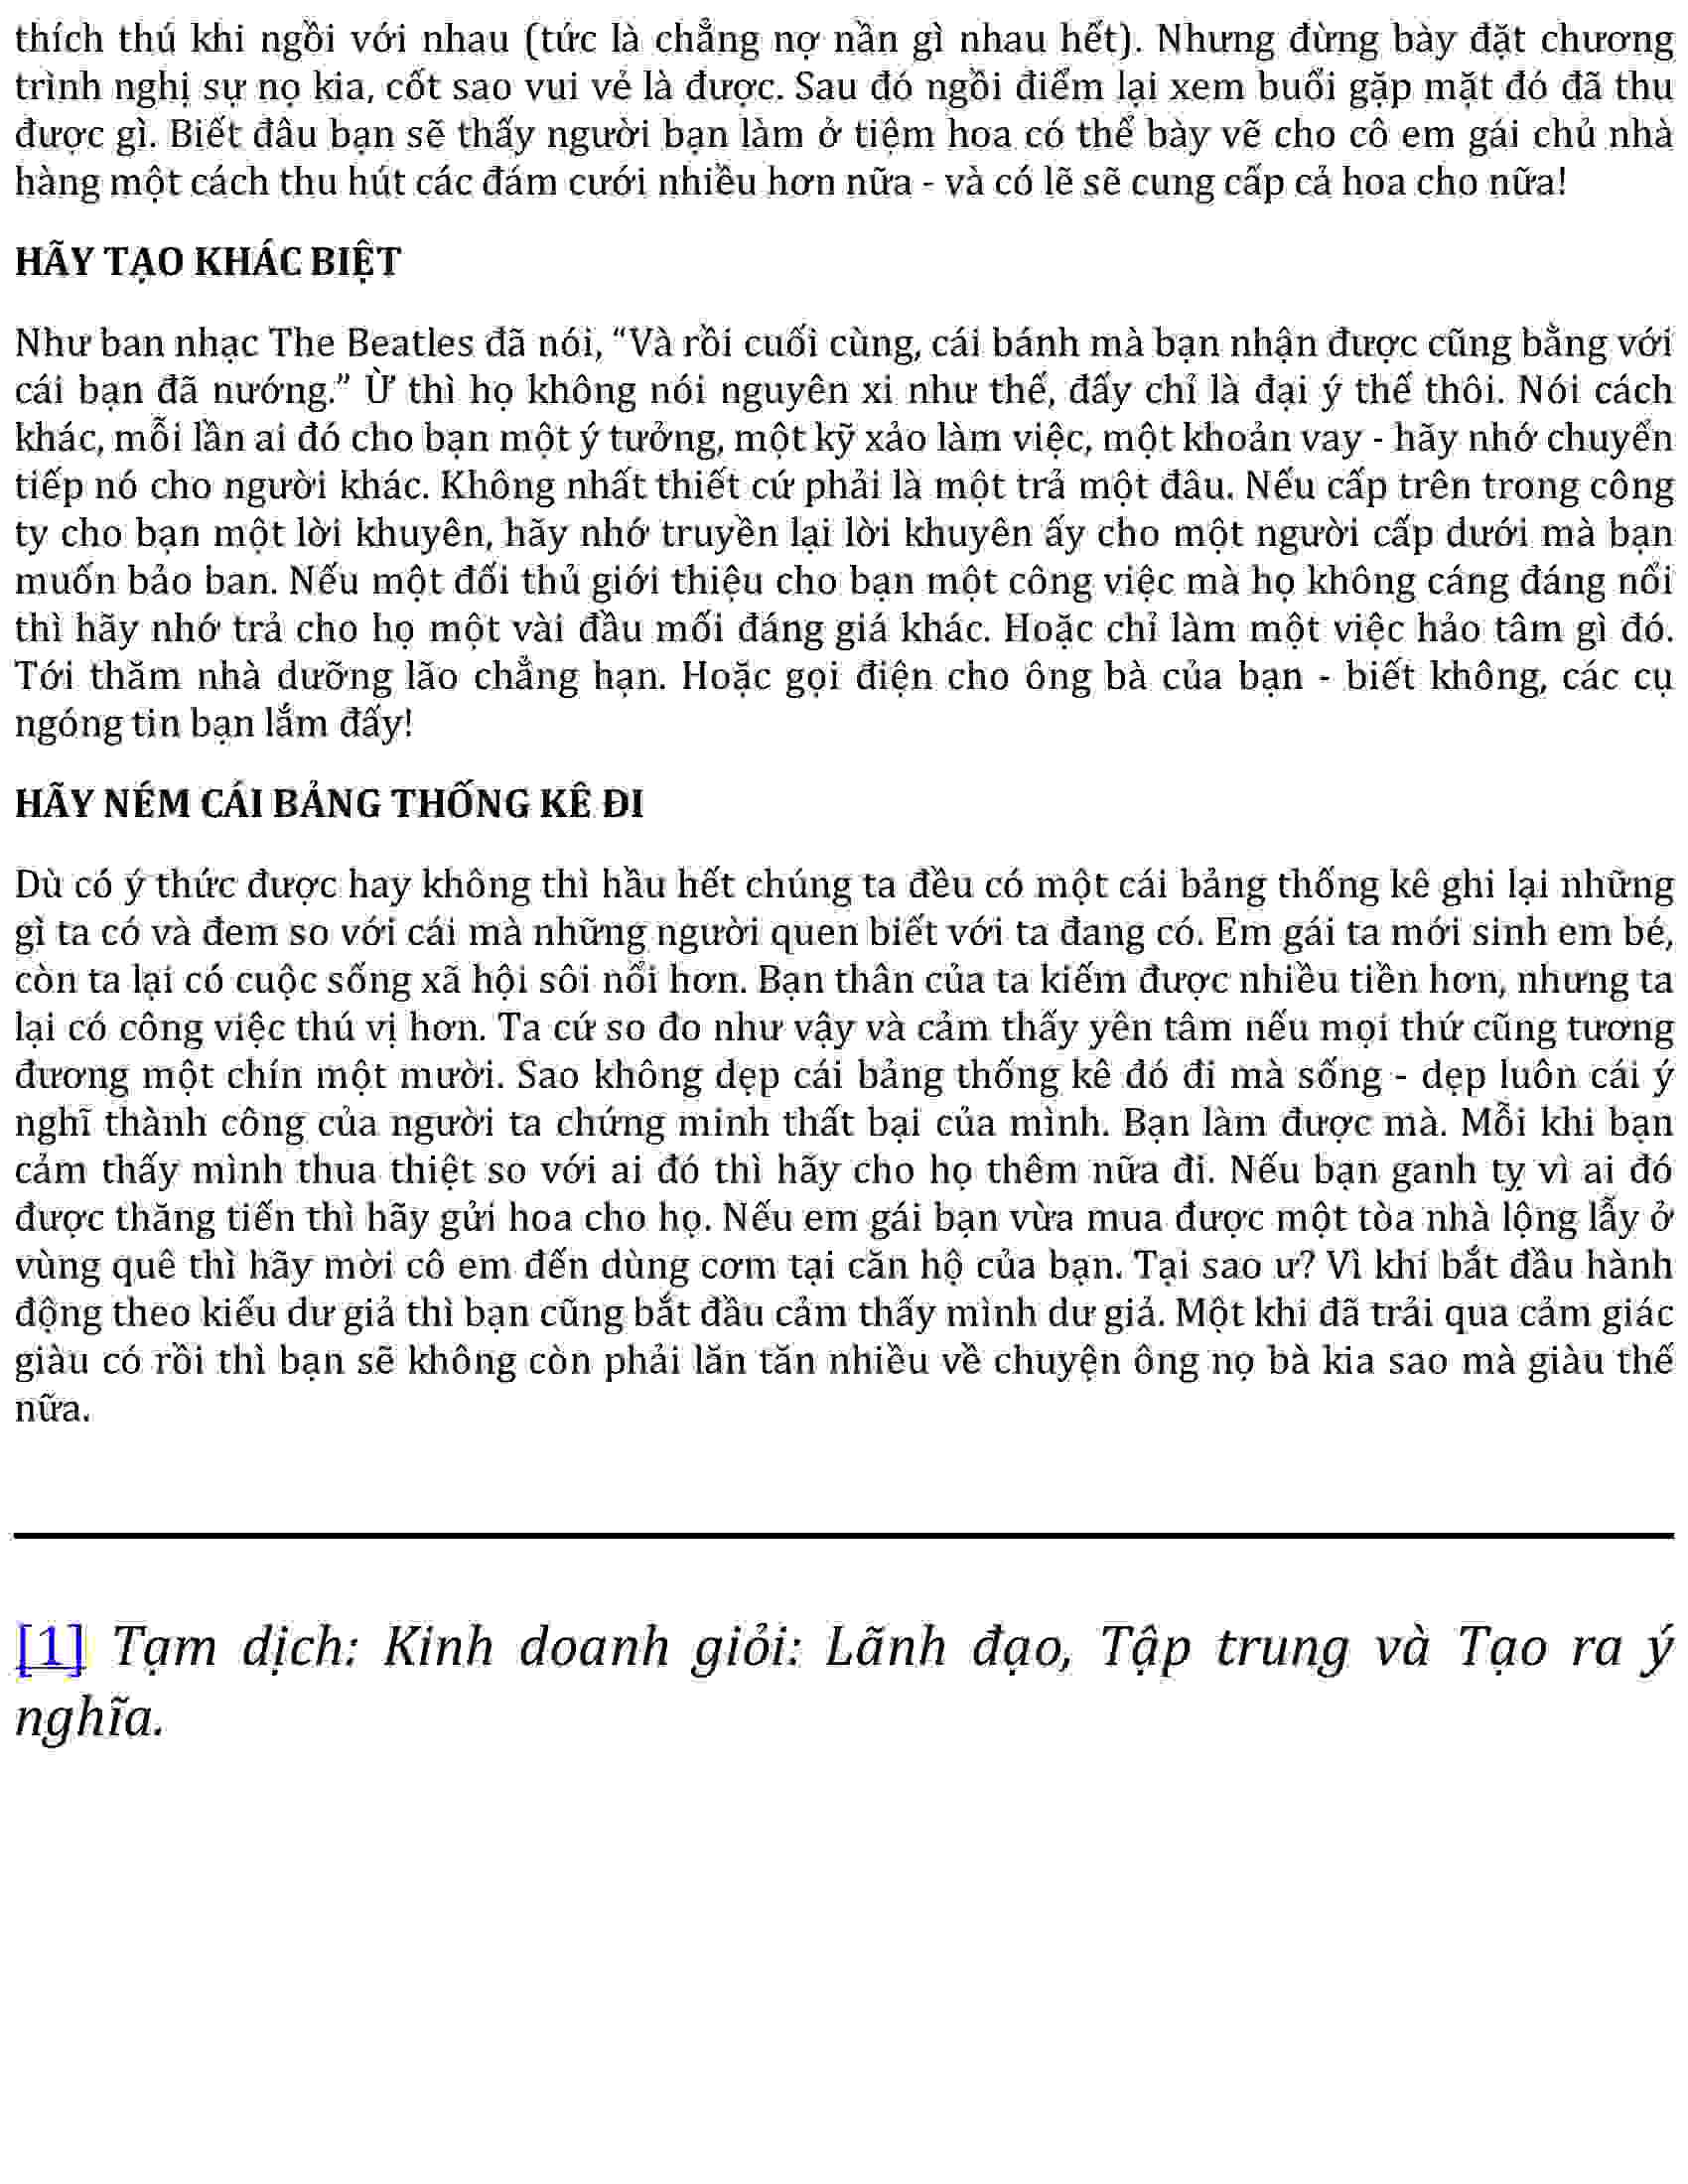 thích thú khi ngồi với nhau (tức là chẳng nợ nần gì nhau hết). Nhưng đừng bày đặt chương
trình nghị sự nọ kia, cốt sao vui vẻ là được. Sau đó ngồi điểm lại xem buổi gặp mặt đó đã thu
được gì. Biết đâu bạn sẽ thấy người bạn làm ở tiệm hoa có thể bày vẽ cho cô em gái chủ nhà
hàng một cách thu hút các đám cưới nhiều hơn nữa - và có lẽ sẽ cung cấp cả hoa cho nữa!
HÃY TẠO KHÁC BIỆT
Như ban nhạc The Beatles đã nói, “Và rồi cuối cùng, cái bánh mà bạn nhận được cũng bằng với
cái bạn đã nướng.” Ừ thì họ không nói nguyên xi như thế, đấy chỉ là đại ý thế thôi. Nói cách
khác, mỗi lần ai đó cho bạn một ý tưởng, một kỹ xảo làm việc, một khoản vay - hãy nhớ chuyển
tiếp nó cho người khác. Không nhất thiết cứ phải là một trả một đâu. Nếu cấp trên trong công
ty cho bạn một lời khuyên, hãy nhớ truyền lại lời khuyên ấy cho một người cấp dưới mà bạn
muốn bảo ban. Nếu một đối thủ giới thiệu cho bạn một công việc mà họ không cáng đáng nổi
thì hãy nhớ trả cho họ một vài đầu mối đáng giá khác. Hoặc chỉ làm một việc hảo tâm gì đó.
Tới thăm nhà dưỡng lão chẳng hạn. Hoặc gọi điện cho ông bà của bạn - biết không, các cụ
ngóng tin bạn lắm đấy!
HÃY NÉM CÁI BẢNG THỐNG KÊ ĐI
Dù có ý thức được hay không thì hầu hết chúng ta đều có một cái bảng thống kê ghi lại những
gì ta có và đem so với cái mà những người quen biết với ta đang có. Em gái ta mới sinh em bé,
còn ta lại có cuộc sống xã hội sôi nổi hơn. Bạn thân của ta kiếm được nhiều tiền hơn, nhưng ta
lại có công việc thú vị hơn. Ta cứ so đo như vậy và cảm thấy yên tâm nếu mọi thứ cũng tương
đương một chín một mười. Sao không dẹp cái bảng thống kê đó đi mà sống - dẹp luôn cái ý
nghĩ thành công của người ta chứng minh thất bại của mình. Bạn làm được mà. Mỗi khi bạn
cảm thấy mình thua thiệt so với ai đó thì hãy cho họ thêm nữa đi. Nếu bạn ganh tỵ vì ai đó
được thăng tiến thì hãy gửi hoa cho họ. Nếu em gái bạn vừa mua được một tòa nhà lộng lẫy ở
vùng quê thì hãy mời cô em đến dùng cơm tại căn hộ của bạn. Tại sao ư? Vì khi bắt đầu hành
động theo kiểu dư giả thì bạn cũng bắt đầu cảm thấy mình dư giả. Một khi đã trải qua cảm giác
giàu có rồi thì bạn sẽ không còn phải lăn tăn nhiều về chuyện ông nọ bà kia sao mà giàu thế
nữa.
[1] Tạm dịch: Kinh doanh giỏi: Lãnh đạo, Tập trung và Tạo ra ý
nghĩa.